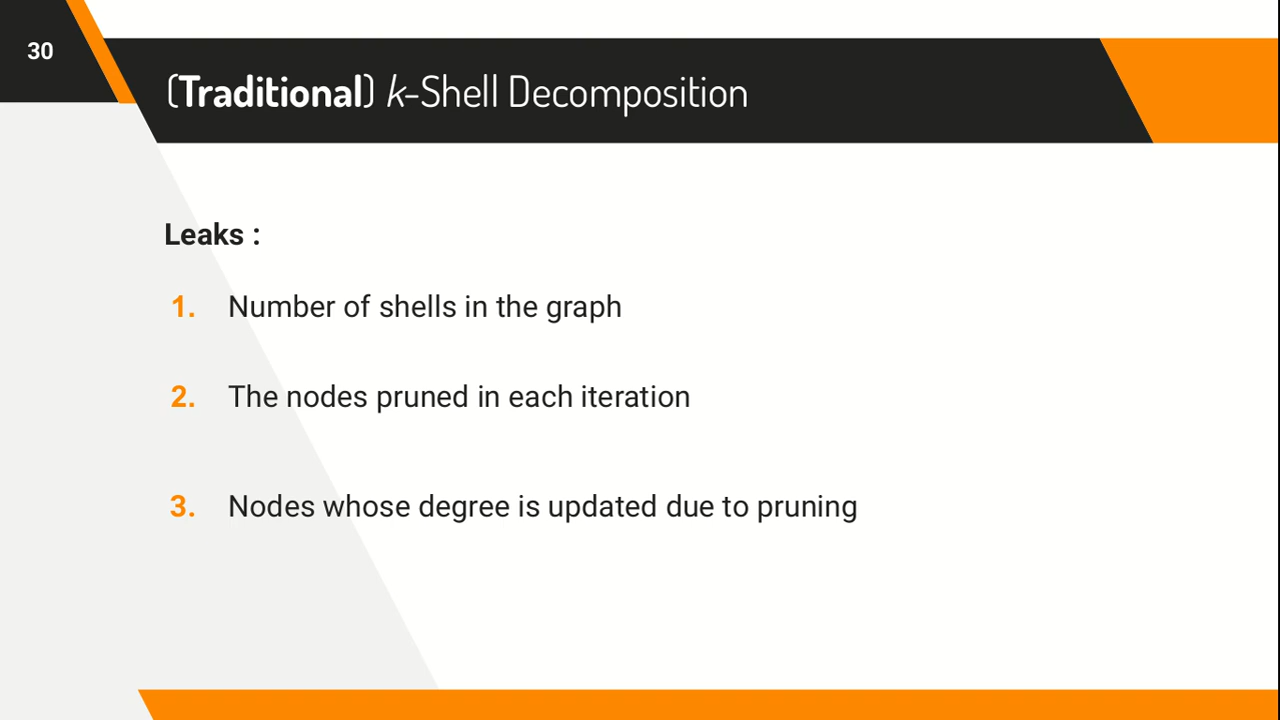 30
(Traditional) k-Shell Decomposition
Leaks :
1. Number of shells in the graph
2. The nodes pruned in each iteration
3. Nodes whose degree is updated due to pruning